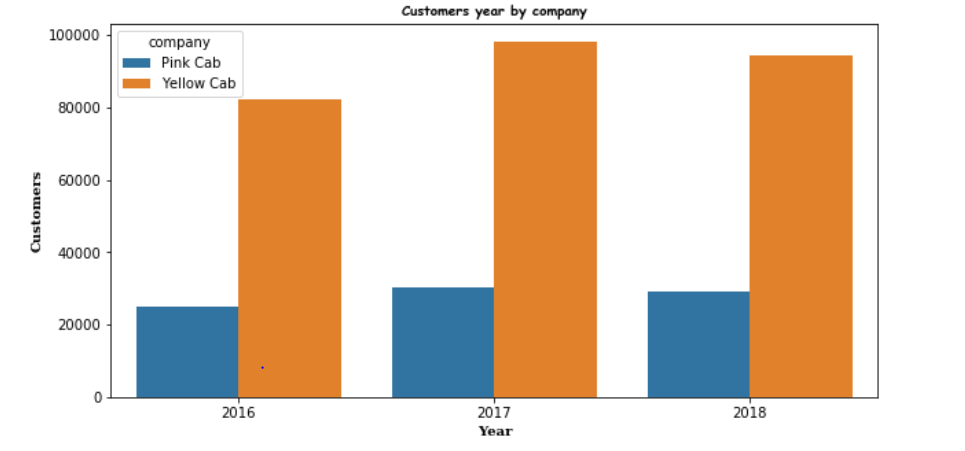 Customers year by company
100000
80000
60000
40000
20000
0
Customers
company
Pink Cab
Yellow Cab
2016 2017 2018
Year